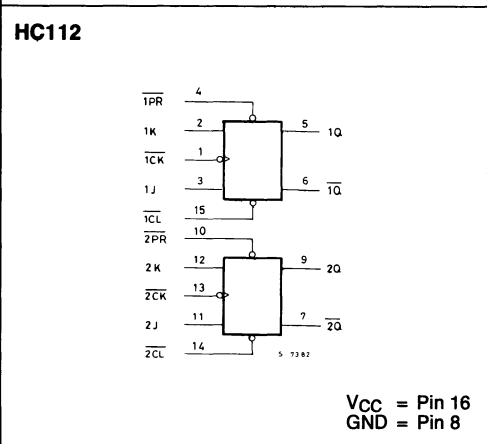 HC112
1PR 4
1K 2 5 1Q
1CK 1
1J 3 6 1Q
1CL 15
2PR 10
2K 12 9 2Q
2CK 13
2J 11 7 2Q
2CL 14 S 7382
VCC = Pin 16
GND = Pin 8